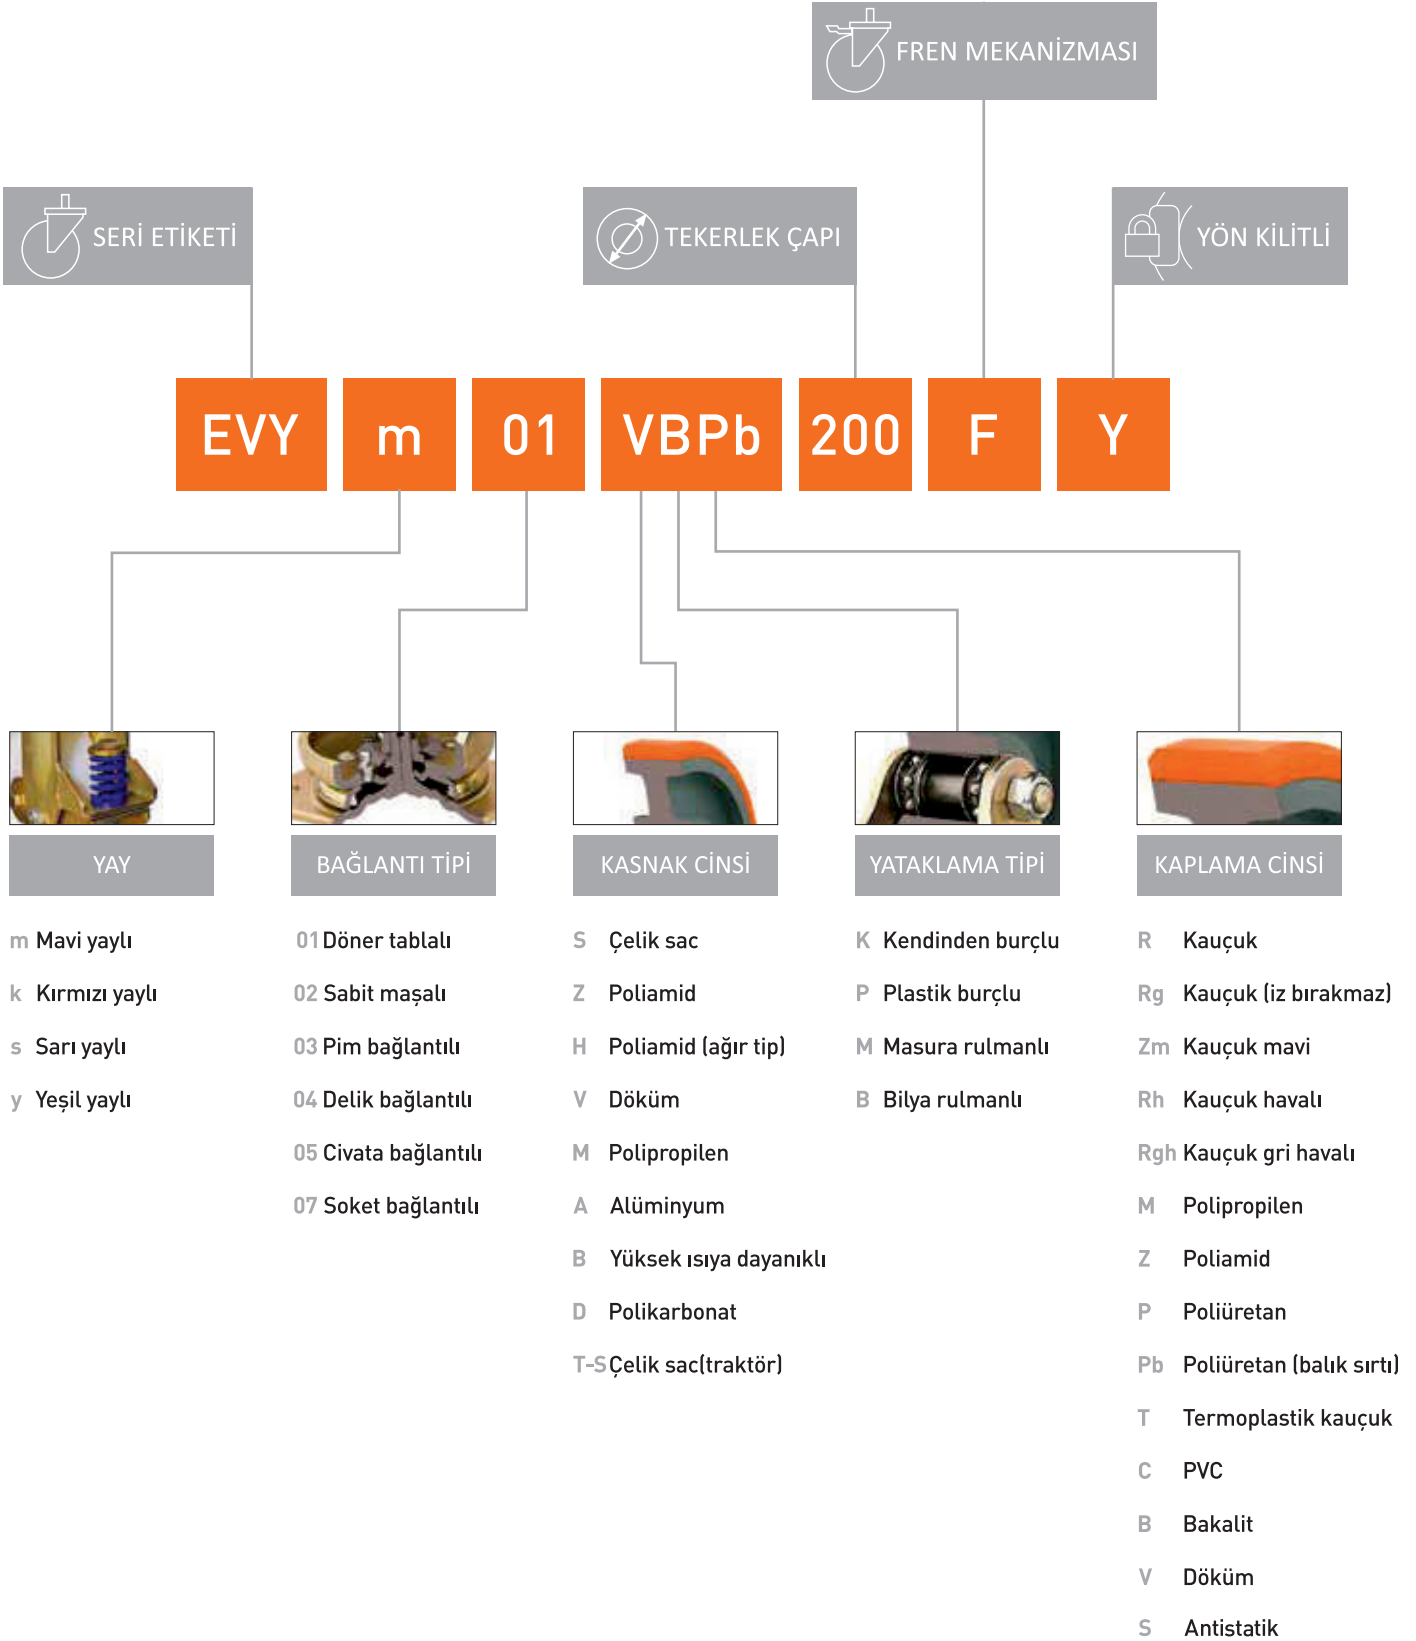 FREN MEKANİZMASI
SERİ ETİKETİ
TEKERLEK ÇAPI
YÖN KİLİTLİ
EVY m 01 VBPb 200 F Y
YAY
m Mavi yaylı
k Kırmızı yaylı
s Sarı yaylı
y Yeşil yaylı
BAĞLANTI TİPİ
01 Döner tablalı
02 Sabit maşalı
03 Pim bağlantılı
04 Delik bağlantılı
05 Civata bağlantılı
07 Soket bağlantılı
KASNAK CİNSİ
S Çelik sac
Z Poliamid
H Poliamid (ağır tip)
V Döküm
M Polipropilen
A Alüminyum
B Yüksek ısıya dayanıklı
D Polikarbonat
T-S Çelik sac(traktör)
YATAKLAMA TİPİ
K Kendinden burçlu
P Plastik burçlu
M Masura rulmanlı
B Bilya rulmanlı
KAPLAMA CİNSİ
R Kauçuk
Rg Kauçuk (iz bırakmaz)
Zm Kauçuk mavi
Rh Kauçuk havalı
Rgh Kauçuk gri havalı
M Polipropilen
Z Poliamid
P Poliüretan
Pb Poliüretan (balık sırtı)
T Termoplastik kauçuk
C PVC
B Bakalit
V Döküm
S Antistatik